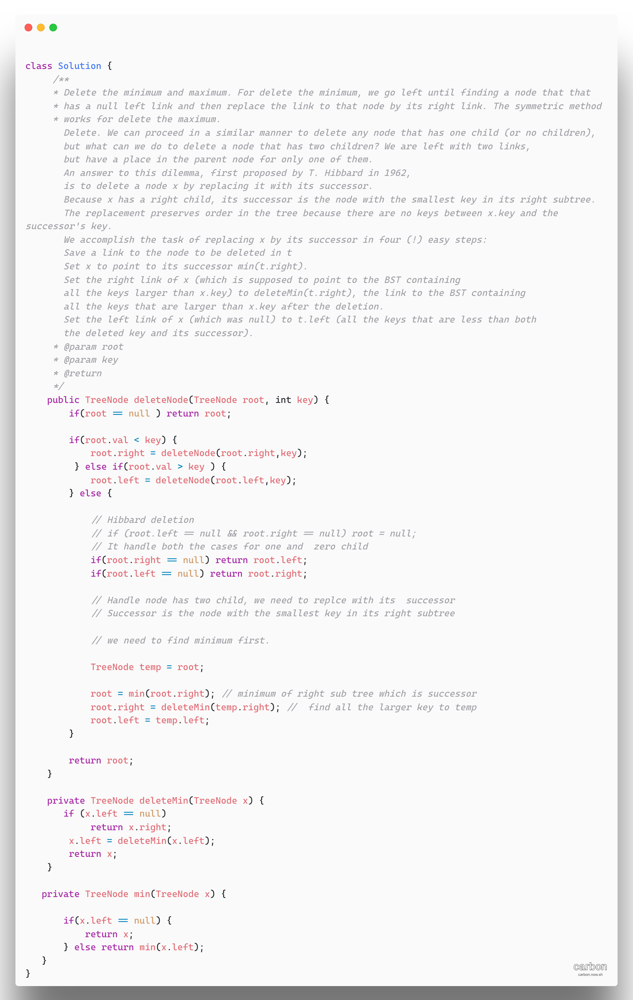 class Solution {
/**
* Delete the minimum and maximum. For delete the minimum, we go left until finding a node that that
* has a null left link and then replace the link to that node by its right link. The symmetric method
* works for delete the maximum.
Delete. We can proceed in a similar manner to delete any node that has one child (or no children),
but what can we do to delete a node that has two children? We are left with two links,
but have a place in the parent node for only one of them.
An answer to this dilemma, first proposed by T. Hibbard in 1962,
is to delete a node x by replacing it with its successor.
Because x has a right child, its successor is the node with the smallest key in its right subtree.
The replacement preserves order in the tree because there are no keys between x.key and the
successor's key.
We accomplish the task of replacing x by its successor in four (!) easy steps:
Save a link to the node to be deleted in t
Set x to point to its successor min(t.right).
Set the right link of x (which is supposed to point to the BST containing
all the keys larger than x.key) to deleteMin(t.right), the link to the BST containing
all the keys that are larger than x.key after the deletion.
Set the left link of x (which was null) to t.left (all the keys that are less than both
the deleted key and its successor).
* @param root
* @param key
* @return
*/
public TreeNode deleteNode(TreeNode root, int key) {
if(root == null ) return root;
if(root.val < key) {
root.right = deleteNode(root.right,key);
} else if(root.val > key ) {
root.left = deleteNode(root.left,key);
} else {
// Hibbard deletion
// if (root.left == null && root.right == null) root = null;
// It handle both the cases for one and  zero child
if(root.right == null) return root.left;
if(root.left == null) return root.right;
// Handle node has two child, we need to replce with its  successor
// Successor is the node with the smallest key in its right subtree
// we need to find minimum first.
TreeNode temp = root;
root = min(root.right); // minimum of right sub tree which is successor
root.right = deleteMin(temp.right); //  find all the larger key to temp
root.left = temp.left;
}
return root;
}
private TreeNode deleteMin(TreeNode x) {
if (x.left == null)
return x.right;
x.left = deleteMin(x.left);
return x;
}
private TreeNode min(TreeNode x) {
if(x.left == null) {
return x;
} else return min(x.left);
}
}
carbon
carbon.now.sh